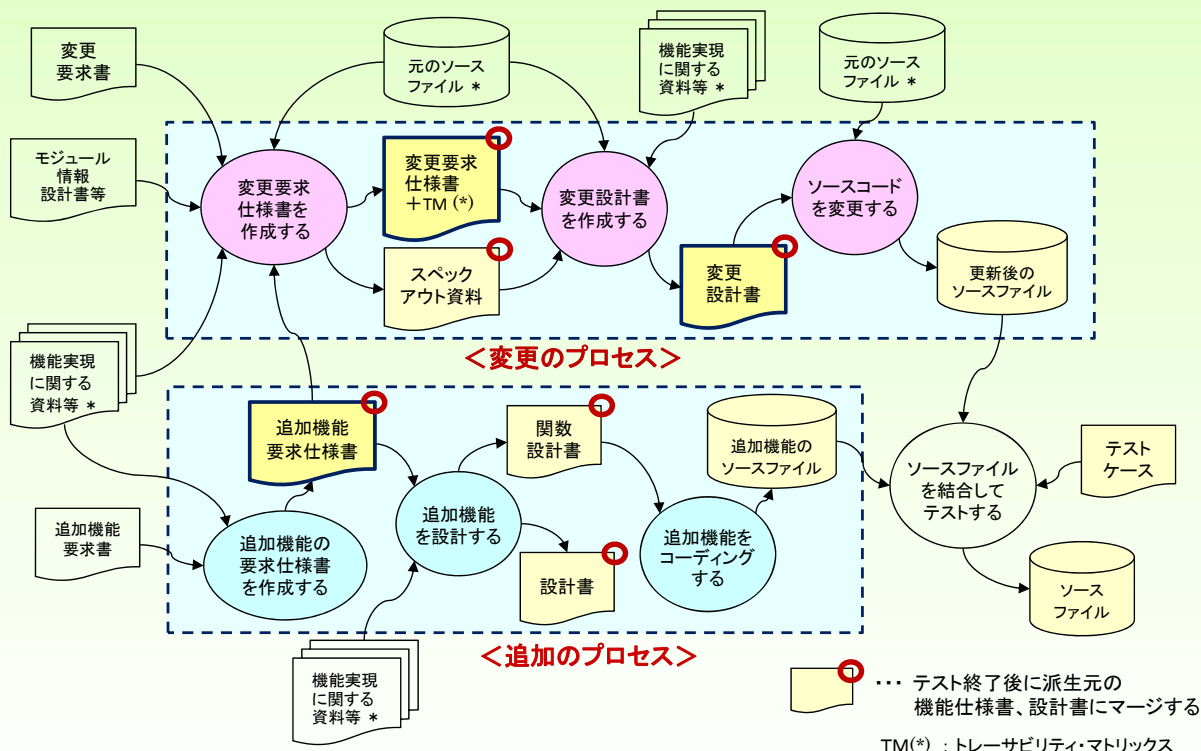 変更
要求書
元のソース
ファイル *
機能実現
に関する
資料等 *
元のソース
ファイル *
モジュール
情報
設計書等
変更要求
仕様書を
作成する
変更要求
仕様書
＋TM (*)
変更設計書
を作成する
ソースコード
を変更する
スペック
アウト資料
変更
設計書
更新後の
ソースファイル
＜変更のプロセス＞
機能実現
に関する
資料等 *
追加機能
要求仕様書
関数
設計書
追加機能の
ソースファイル
ソースファイル
を結合して
テストする
テスト
ケース
追加機能
要求書
追加機能の
要求仕様書
を作成する
追加機能
を設計する
設計書
追加機能を
コーディング
する
ソース
ファイル
＜追加のプロセス＞
機能実現
に関する
資料等 *
… テスト終了後に派生元の
機能仕様書、設計書にマージする
TM(*) ：トレーサビリティ・マトリックス